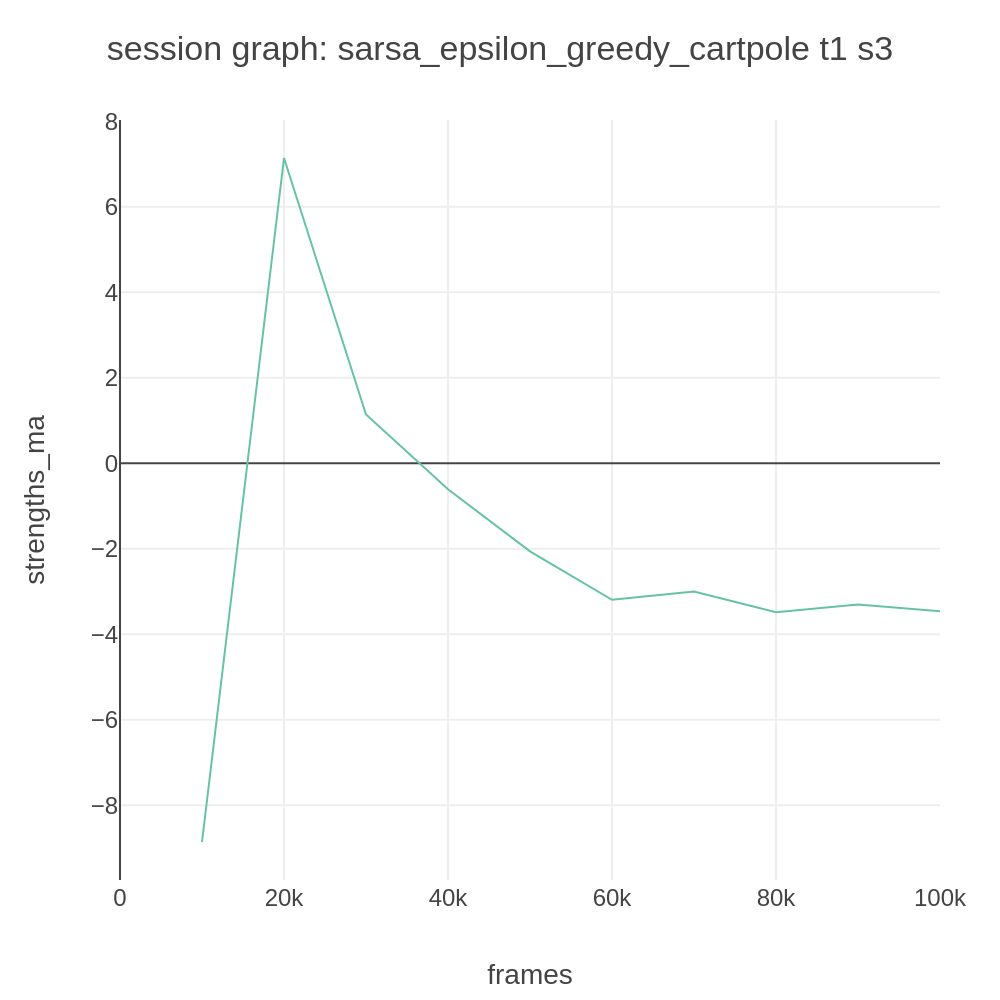 session graph: sarsa_epsilon_greedy_cartpole t1 s3
8
6
4
2
0
−2
−4
−6
−8
strengths_ma
0 20k 40k 60k 80k 100k
frames